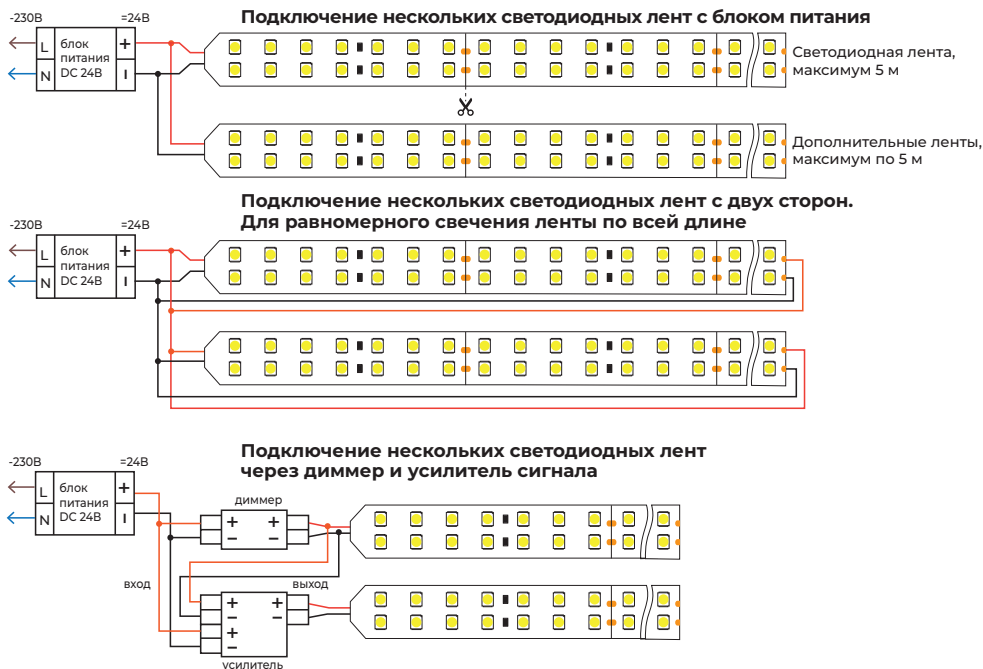 Подключение нескольких светодиодных лент с блоком питания
-230В
=24В
L
блок
+
питания
N
DC 24В
–
Светодиодная лента,
максимум 5 м
Дополнительные ленты,
максимум по 5 м
Подключение нескольких светодиодных лент с двух сторон.
Для равномерного свечения ленты по всей длине
-230В
=24В
L
блок
+
питания
N
DC 24В
–
Подключение нескольких светодиодных лент
через диммер и усилитель сигнала
-230В
=24В
L
блок
+
питания
N
DC 24В
–
диммер
+ +
– –
вход
выход
+ +
– –
+
–
усилитель